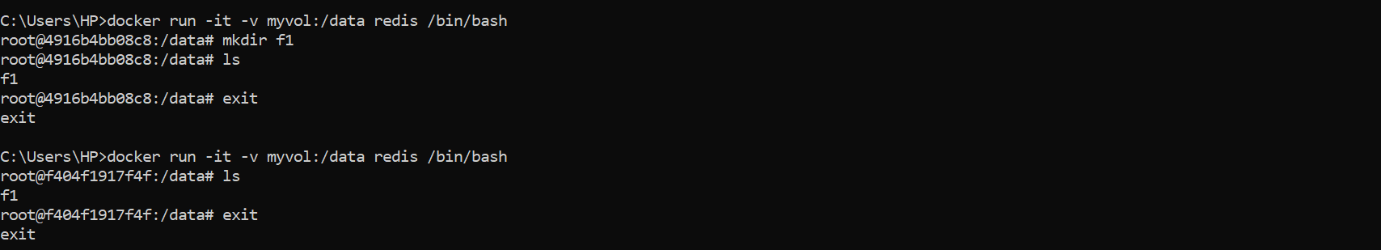 C:\Users\HP>docker run -it -v myvol:/data redis /bin/bash
root@4916b4bb08c8:/data# mkdir f1
root@4916b4bb08c8:/data# ls
f1
root@4916b4bb08c8:/data# exit
exit
C:\Users\HP>docker run -it -v myvol:/data redis /bin/bash
root@f404f1917f4f:/data# ls
f1
root@f404f1917f4f:/data# exit
exit